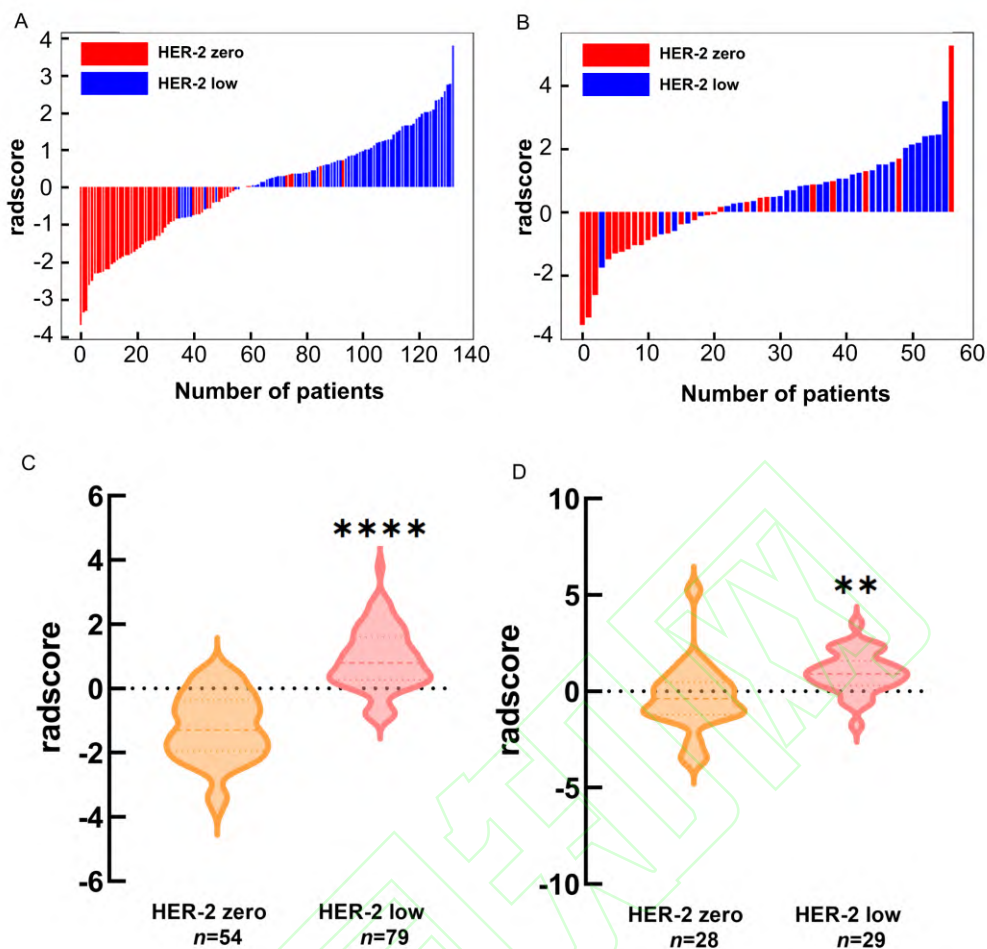 A
B
HER-2 zero
HER-2 low
4
3
2
1
0
-1
-2
-3
-4
radscore
0
20
40
60
80
100
120
140
Number of patients
HER-2 zero
HER-2 low
4
2
0
-2
-4
radscore
0
10
20
30
40
50
60
Number of patients
C
D
6
4
2
0
-2
-4
-6
radscore
****
HER-2 zero
n=54
HER-2 low
n=79
10
5
0
-5
-10
radscore
**
HER-2 zero
n=28
HER-2 low
n=29